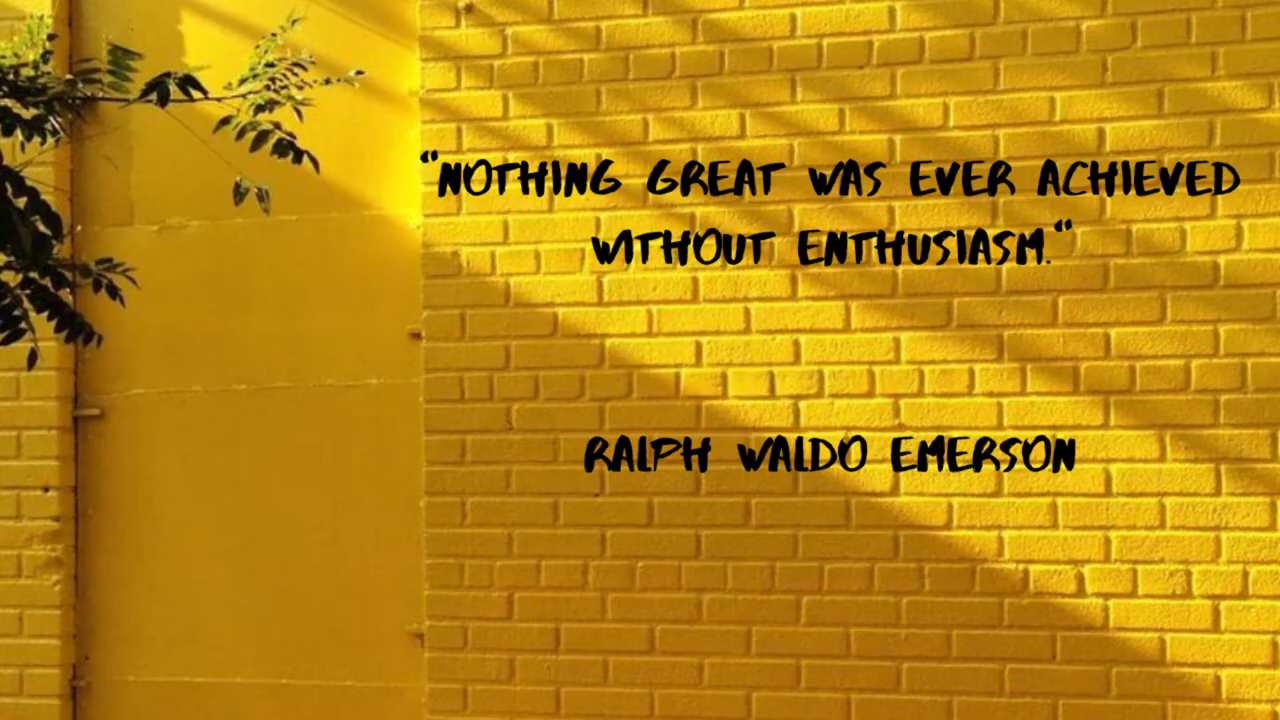 “NOTHING GREAT WAS EVER ACHIEVED
WITHOUT ENTHUSIASM.“
RALPH WALDO EMERSON